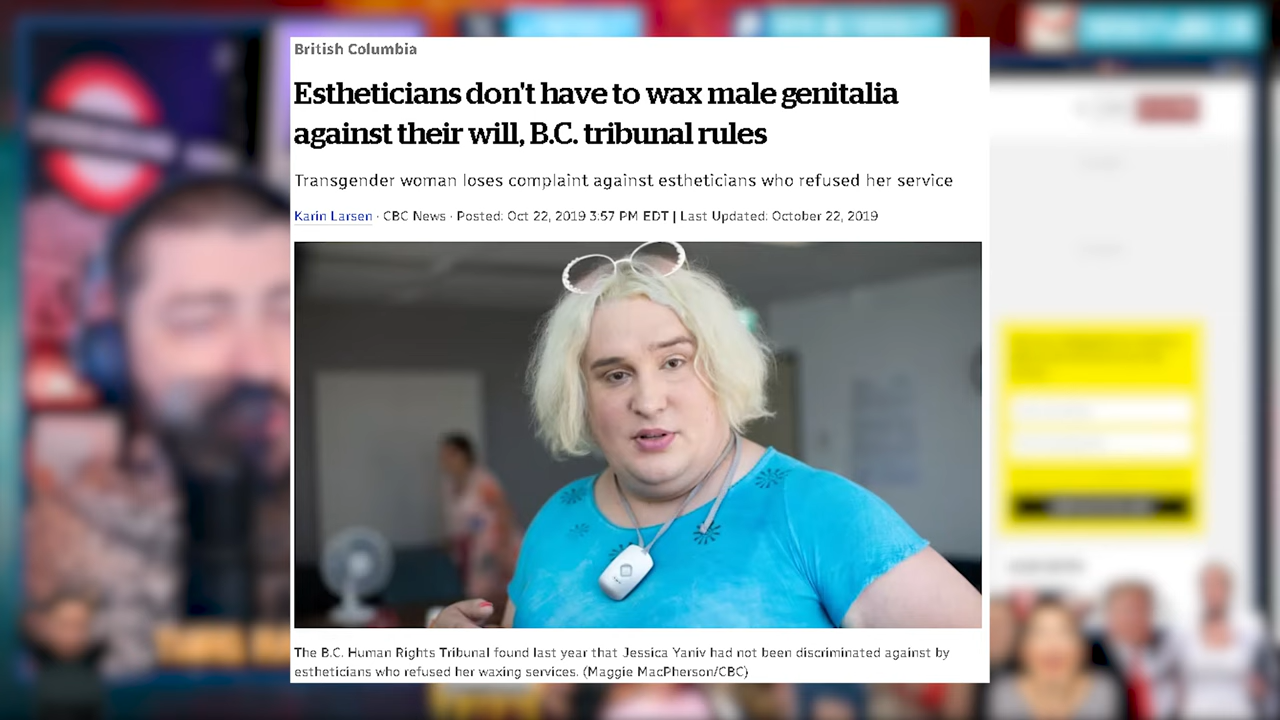 British Columbia
Estheticians don't have to wax male genitalia
against their will, B.C. tribunal rules
Transgender woman loses complaint against estheticians who refused her service
Karin Larsen · CBC News · Posted: Oct 22, 2019 3:57 PM EDT | Last Updated: October 22, 2019
The B.C. Human Rights Tribunal found last year that Jessica Yaniv had not been discriminated against by
estheticians who refused her waxing services. (Maggie MacPherson/CBC)